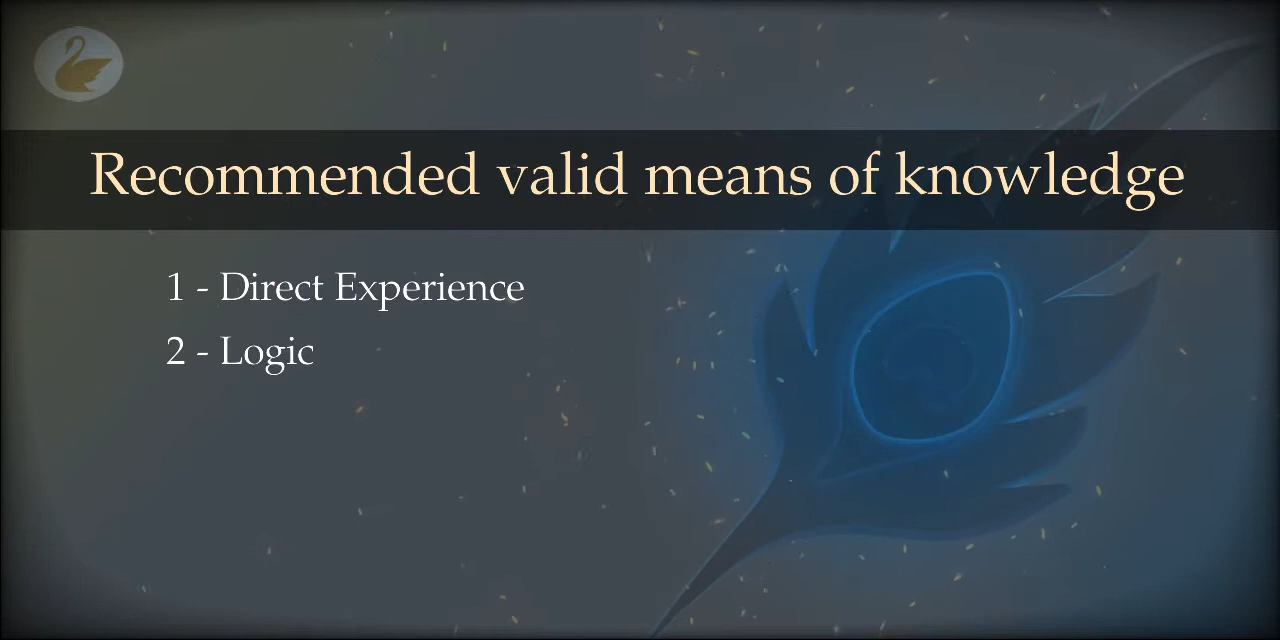 Recommended valid means of knowledge
1 - Direct Experience
2 - Logic